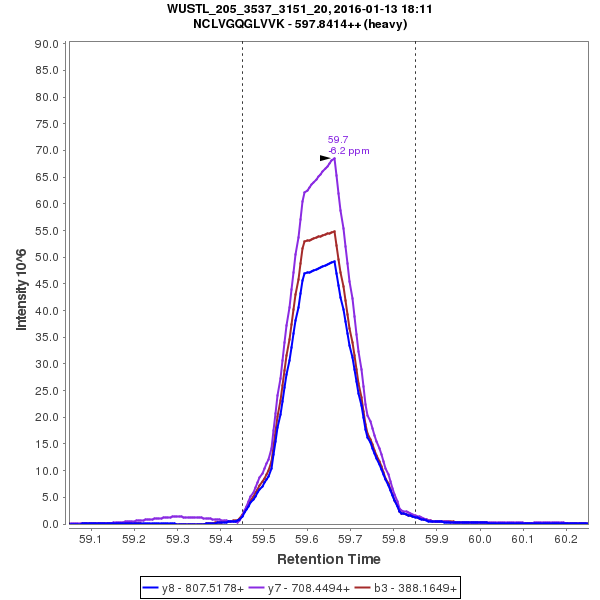 WUSTL_205_3537_3151_20, 2016-01-13 18:11
NCLVGQGLVVK - 597.8414++ (heavy)
90.0
85.0
80.0
75.0
70.0
65.0
60.0
55.0
50.0
45.0
40.0
35.0
30.0
25.0
20.0
15.0
10.0
5.0
0.0
Intensity 10^6
59.7
-6.2 ppm
59.1 59.2 59.3 59.4 59.5 59.6 59.7 59.8 59.9 60.0 60.1 60.2
Retention Time
y8 - 807.5178+ y7 - 708.4494+ b3 - 388.1649+